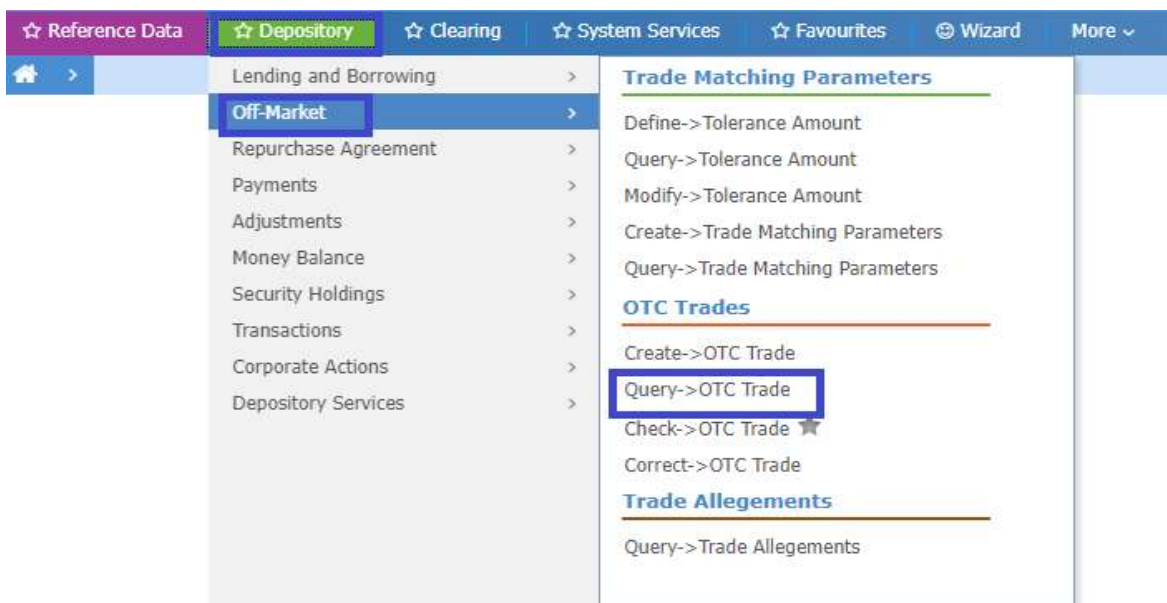 Reference Data Depository Clearing System Services Favourites Wizard More
Lending and Borrowing >
Off-Market >
Repurchase Agreement >
Payments >
Adjustments >
Money Balance >
Security Holdings >
Transactions >
Corporate Actions >
Depository Services >
Trade Matching Parameters
Define->Tolerance Amount
Query->Tolerance Amount
Modify->Tolerance Amount
Create->Trade Matching Parameters
Query->Trade Matching Parameters
OTC Trades
Create->OTC Trade
Query->OTC Trade
Check->OTC Trade
Correct->OTC Trade
Trade Allegements
Query->Trade Allegements